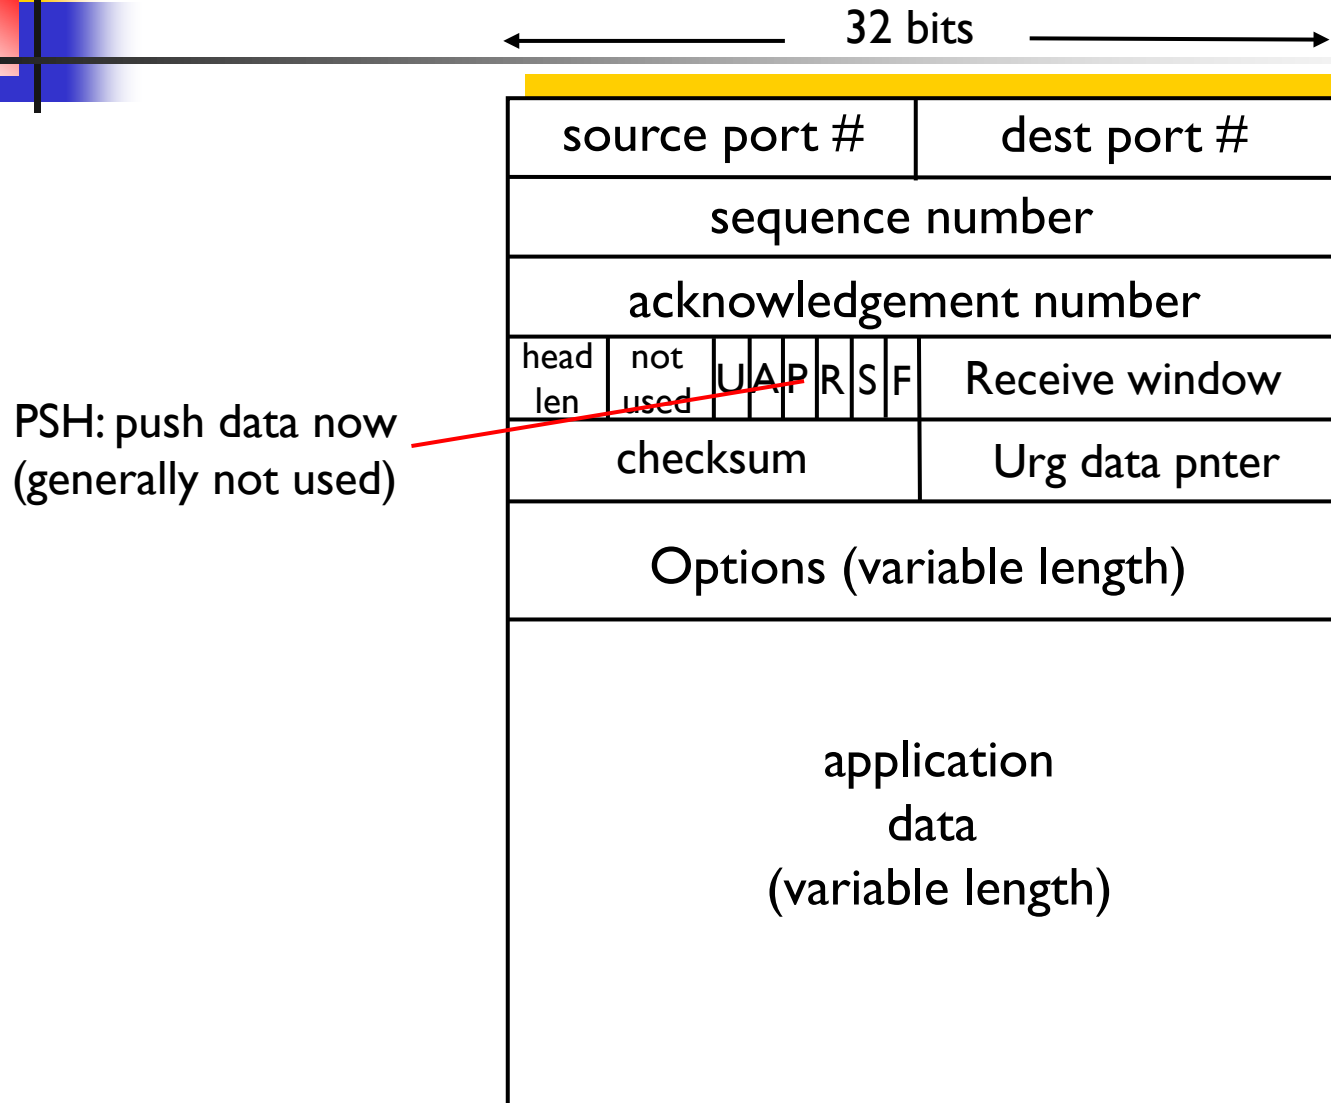 32 bits
source port #
dest port #
sequence number
acknowledgement number
head
len
not
used
U
A
P
R
S
F
Receive window
PSH: push data now
(generally not used)
checksum
Urg data pnter
Options (variable length)
application
data
(variable length)